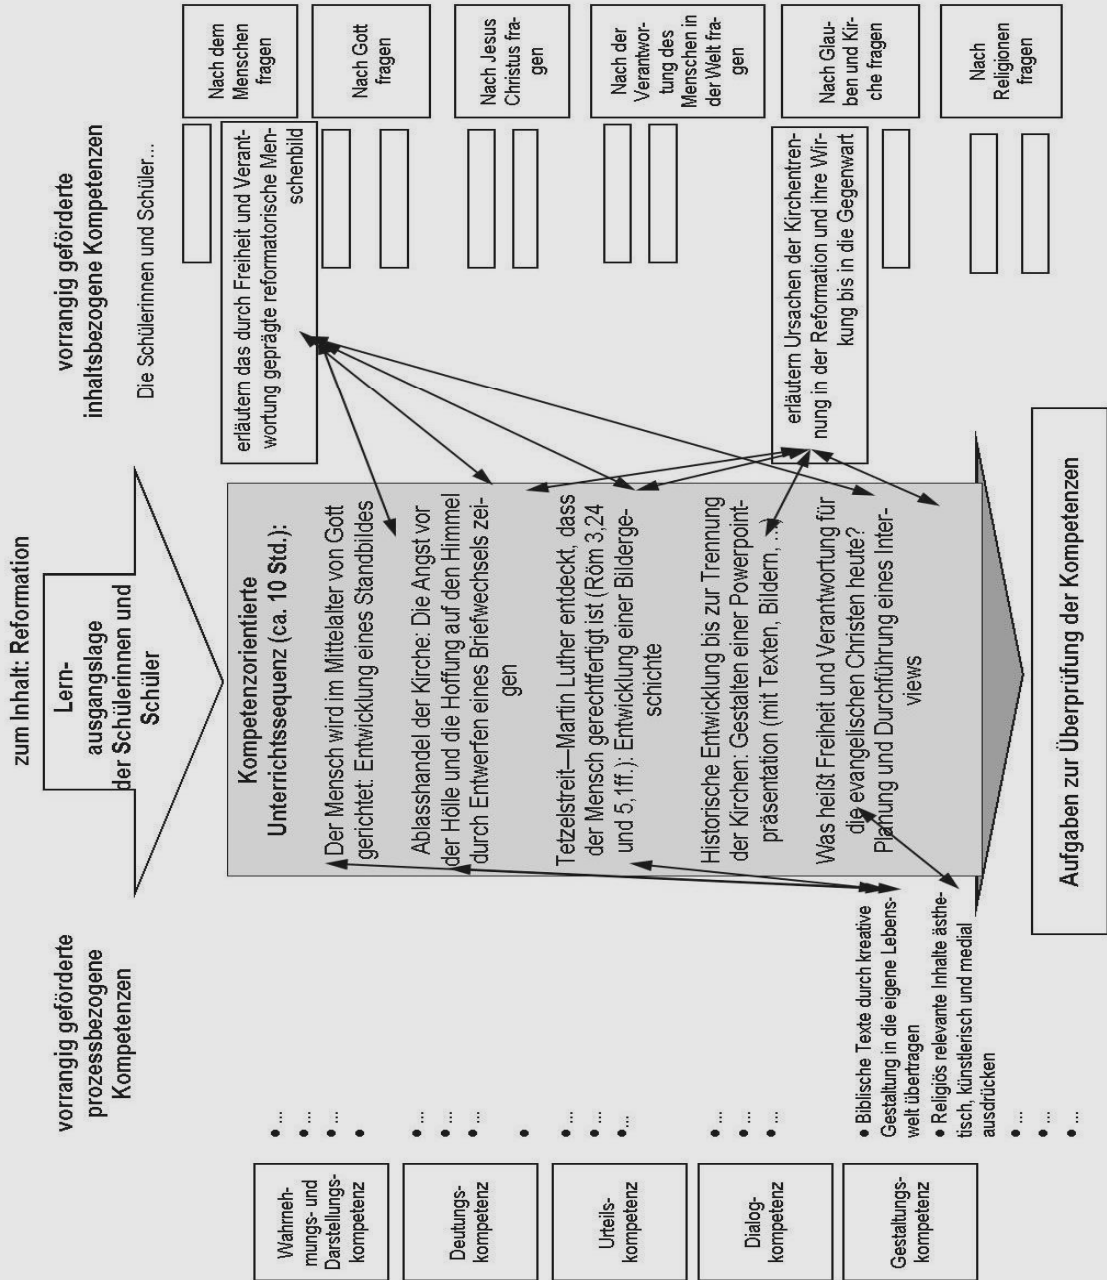 zum Inhalt: Reformation
Lern-
ausgangslage
der Schülerinnen und
Schüler
vorrangig geförderte
prozessbezogene
Kompetenzen
vorrangig geförderte
inhaltsbezogene Kompetenzen
Die Schülerinnen und Schüler...
Wahrneh-
mungs- und
Darstellungs-
kompetenz
• ...
• ...
• ...
•
Deutungs-
kompetenz
• ...
• ...
• ...
•
Urteils-
kompetenz
• ...
• ...
•...
Dialog-
kompetenz
• ...
• ...
• ...
Gestaltungs-
kompetenz
• Biblische Texte durch kreative
Gestaltung in die eigene Lebens-
welt übertragen
• Religiös relevante Inhalte ästhe-
tisch, künstlerisch und medial
ausdrücken
• ...
• ...
• ...
Kompetenzorientierte
Unterrichtssequenz (ca. 10 Std.):
Der Mensch wird im Mittelalter von Gott
gerichtet: Entwicklung eines Standbildes
Ablasshandel der Kirche: Die Angst vor
der Hölle und die Hoffnung auf den Himmel
durch Entwerfen eines Briefwechsels zei-
gen
Tetzelstreit—Martin Luther entdeckt, dass
der Mensch gerechtfertigt ist (Röm 3,24
und 5,1ff.): Entwicklung einer Bilderge-
schichte
Historische Entwicklung bis zur Trennung
der Kirchen: Gestalten einer Powerpoint-
präsentation (mit Texten, Bildern, ...)
Was heißt Freiheit und Verantwortung für
die evangelischen Christen heute?
Planung und Durchführung eines Inter-
views
erläutern das durch Freiheit und Verant-
wortung geprägte reformatorische Men-
schenbild
erläutern Ursachen der Kirchentren-
nung in der Reformation und ihre Wir-
kung bis in die Gegenwart
Nach dem
Menschen
fragen
Nach Gott
fragen
Nach Jesus
Christus fra-
gen
Nach der
Verantwor-
tung des
Menschen in
der Welt fra-
gen
Nach Glau-
ben und Kir-
che fragen
Nach
Religionen
fragen
Aufgaben zur Überprüfung der Kompetenzen